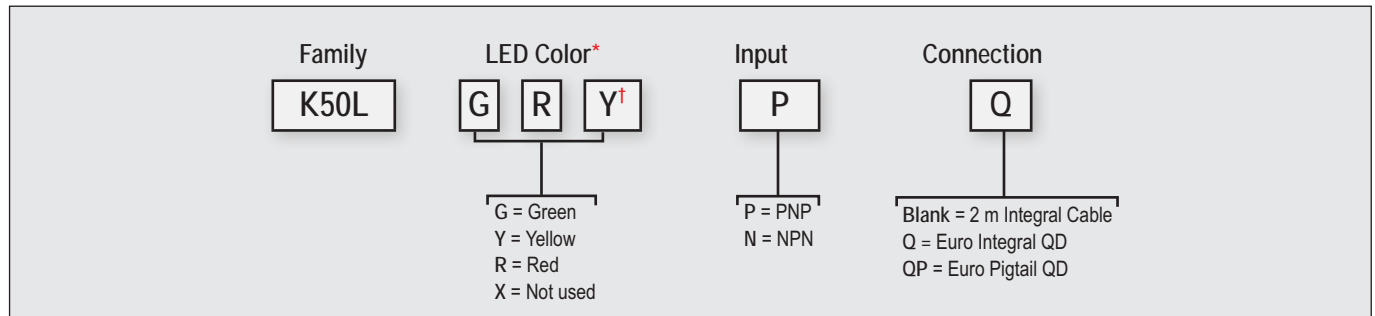 Family LED Color* Input Connection
K50L G R Y† P Q
G = Green
Y = Yellow
R = Red
X = Not used
P = PNP
N = NPN
Blank = 2 m Integral Cable
Q = Euro Integral QD
QP = Euro Pigtail QD